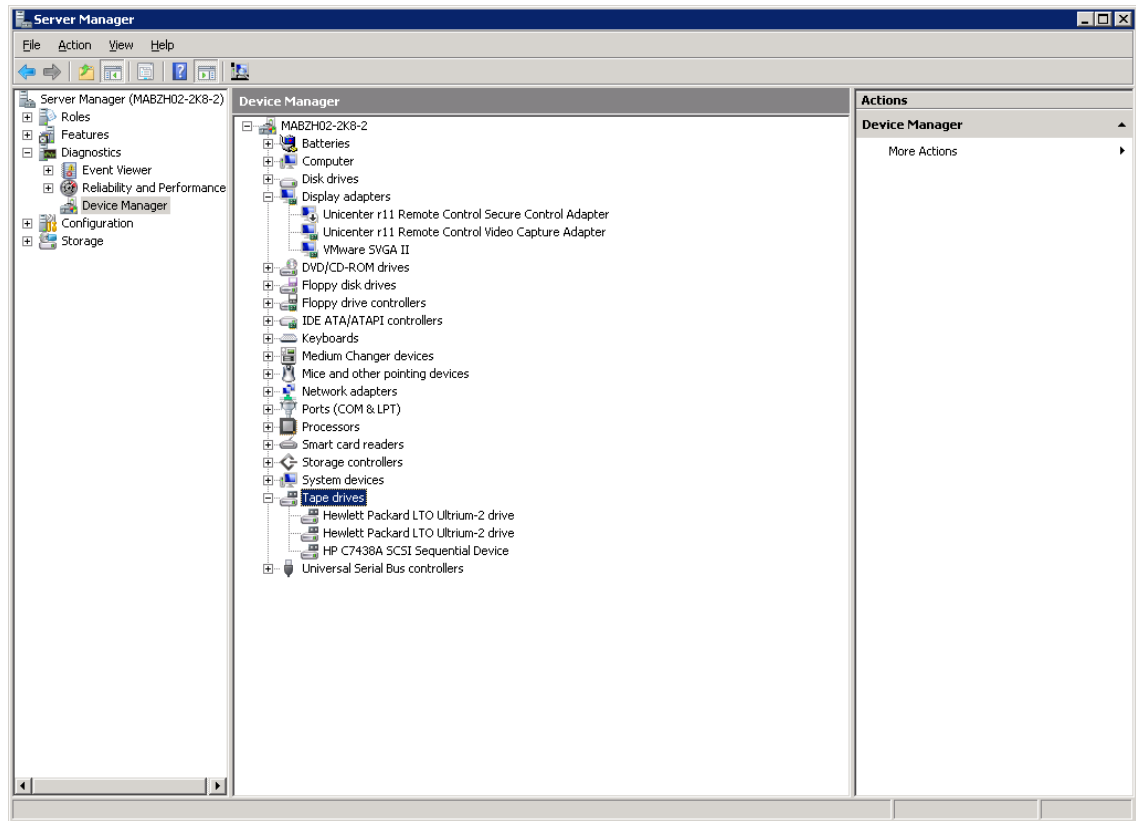 Server Manager
File Action View Help
Server Manager (MABZH02-2K8-2)
Roles
Features
Diagnostics
Event Viewer
Reliability and Performance
Device Manager
Configuration
Storage
Device Manager
MABZH02-2K8-2
Batteries
Computer
Disk drives
Display adapters
Unicenter r11 Remote Control Secure Control Adapter
Unicenter r11 Remote Control Video Capture Adapter
VMware SVGA II
DVD/CD-ROM drives
Floppy disk drives
Floppy drive controllers
IDE ATA/ATAPI controllers
Keyboards
Medium Changer devices
Mice and other pointing devices
Network adapters
Ports (COM & LPT)
Processors
Smart card readers
Storage controllers
System devices
Tape drives
Hewlett Packard LTO Ultrium-2 drive
Hewlett Packard LTO Ultrium-2 drive
HP C7438A SCSI Sequential Device
Universal Serial Bus controllers
Actions
Device Manager
More Actions